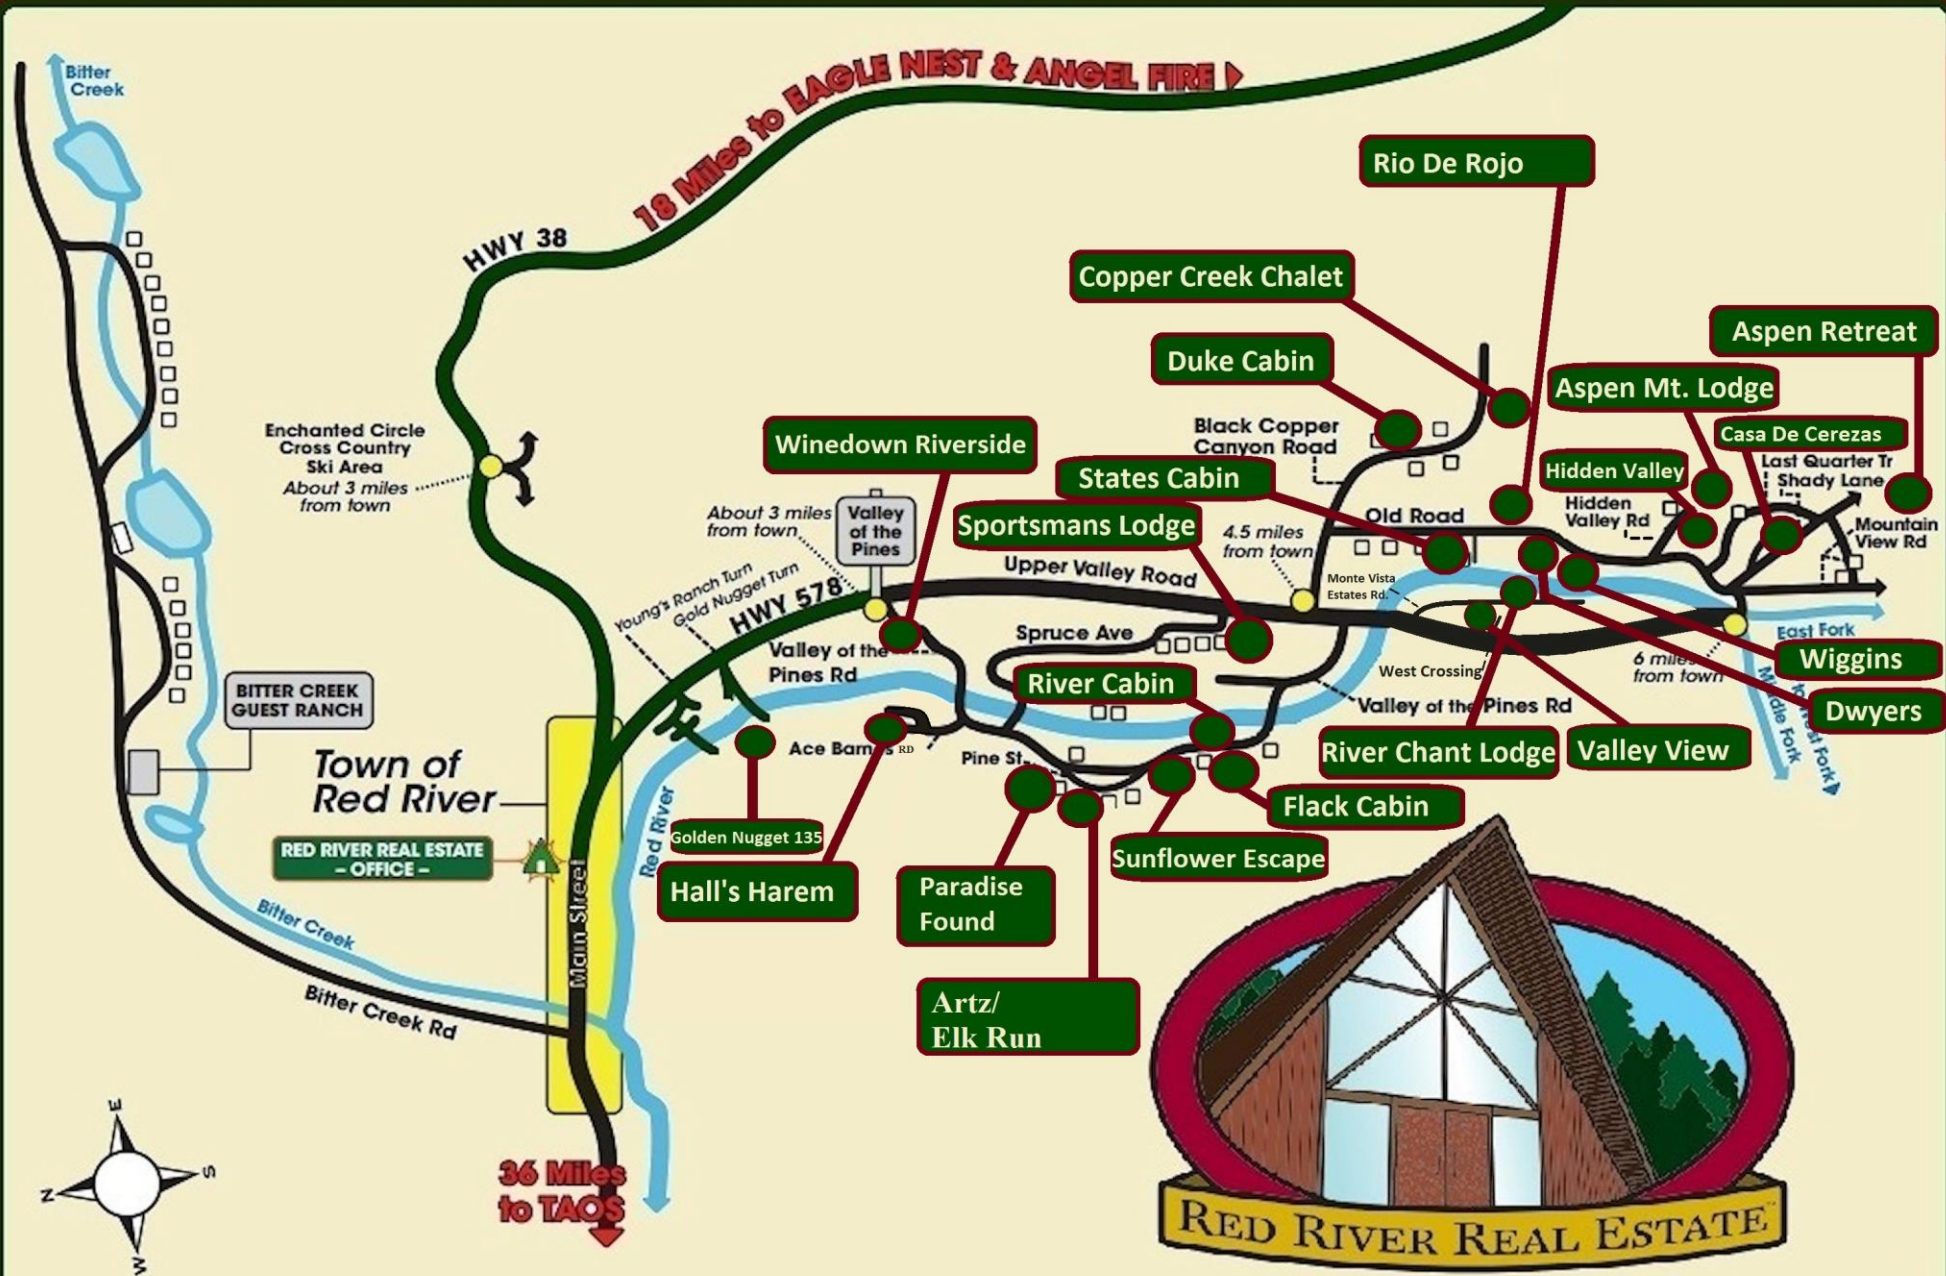 Bitter
Creek
18 Miles to EAGLE NEST & ANGEL FIRE
HWY 38
Rio De Rojo
Copper Creek Chalet
Aspen Retreat
Duke Cabin
Aspen Mt. Lodge
Black Copper
Canyon Road
Casa De Cerezas
Enchanted Circle
Cross Country
Ski Area
About 3 miles
from town
Winedown Riverside
States Cabin
Hidden Valley
Last Quarter Tr
Shady Lane
Hidden
Valley Rd
Mountain
View Rd
About 3 miles
from town
Valley
of the
Pines
Sportsmans Lodge
Old Road
4.5 miles
from town
Upper Valley Road
Monte Vista
Estates Rd.
Young's Ranch Turn
Gold Nugget Turn
HWY 578
Spruce Ave
Valley of the
Pines Rd
East Fork
West Crossing
6 miles
from town
Wiggins
River Cabin
Middle Fork
Valley of the Pines Rd
Dwyers
BITTER CREEK
GUEST RANCH
Ace Barnes RD
Pine St.
River Chant Lodge
Valley View
Town of
Red River
Flack Cabin
Golden Nugget 135
Red River
RED RIVER REAL ESTATE
– OFFICE –
Hall's Harem
Sunflower Escape
Paradise
Found
Main Street
Bitter Creek
Bitter Creek Rd
Artz/
Elk Run
E
S
N
W
36 Miles
to TAOS
RED RIVER REAL ESTATE